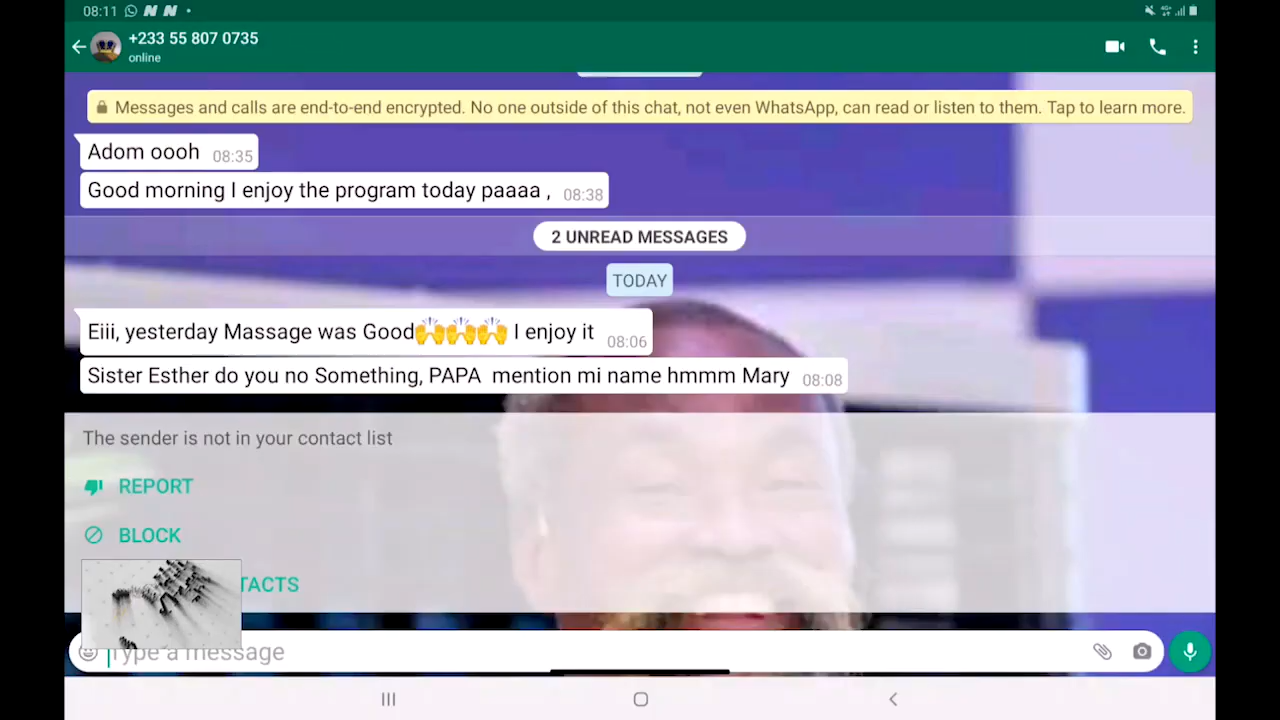 08:11
+233 55 807 0735
online
Messages and calls are end-to-end encrypted. No one outside of this chat, not even WhatsApp, can read or listen to them. Tap to learn more.
Adom oooh 08:35
Good morning I enjoy the program today paaaa , 08:38
2 UNREAD MESSAGES
TODAY
Eiii, yesterday Massage was Good🙌🙌🙌 I enjoy it 08:06
Sister Esther do you no Something, PAPA mention mi name hmmm Mary 08:08
The sender is not in your contact list
REPORT
BLOCK
TACTS
Type a message